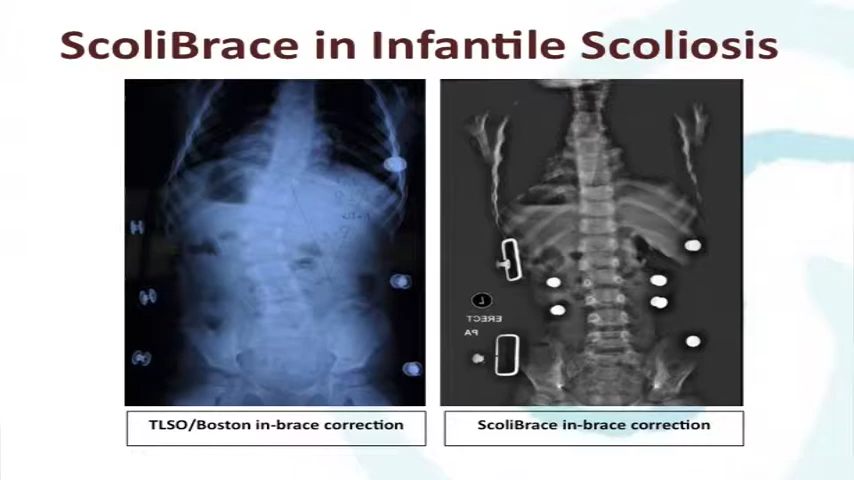 ScoliBrace in Infantile Scoliosis
L
ERECT
PA
TLSO/Boston in-brace correction
ScoliBrace in-brace correction